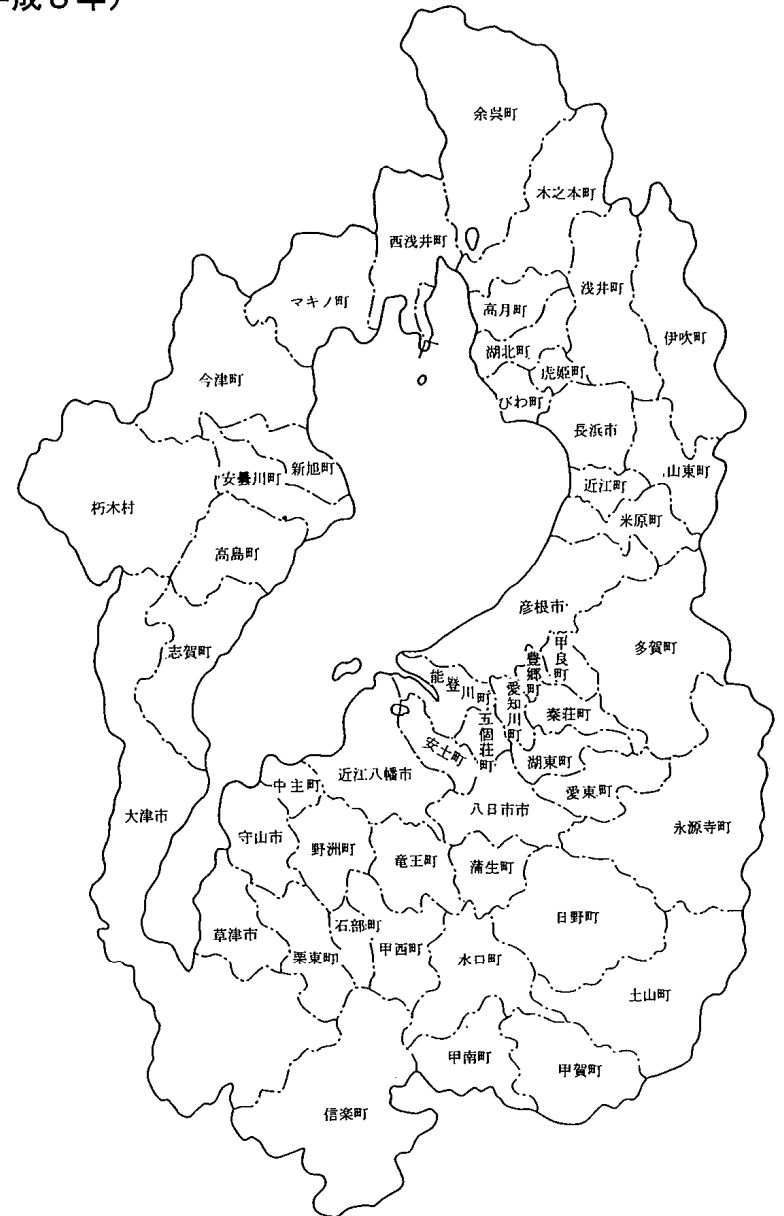 余呉町
木之本町
西浅井町
マキノ町
浅井町
高月町
伊吹町
湖北町
虎姫町
今津町
びわ町
長浜市
新旭町
山東町
安曇川町
近江町
朽木村
米原町
高島町
彦根市
甲良町
多賀町
志賀町
豊郷町
能登川町
愛知川町
秦荘町
五個荘町
安土町
湖東町
近江八幡市
中主町
愛東町
八日市市
大津市
永源寺町
守山市
野洲町
竜王町
蒲生町
日野町
石部町
草津市
甲西町
栗東町
水口町
土山町
甲南町
甲賀町
信楽町